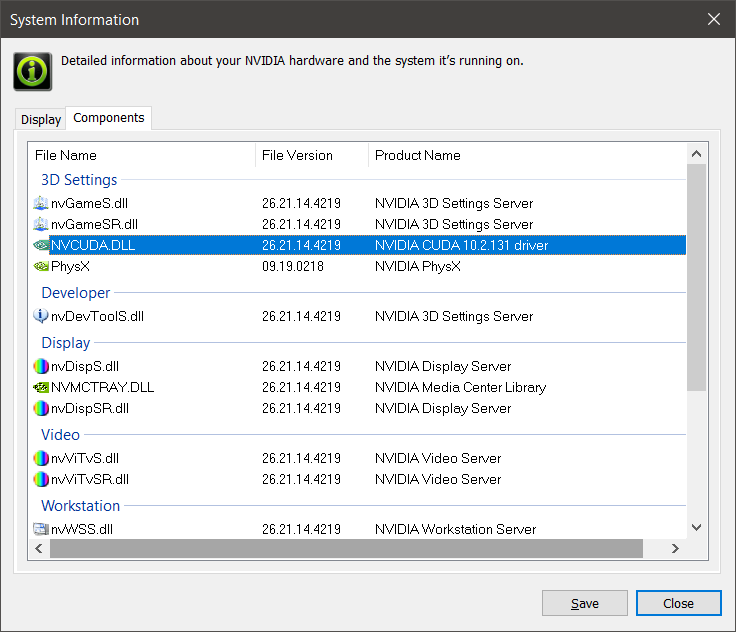 System Information
Detailed information about your NVIDIA hardware and the system it's running on.
Display Components
File Name File Version Product Name
3D Settings
nvGameS.dll 26.21.14.4219 NVIDIA 3D Settings Server
nvGameSR.dll 26.21.14.4219 NVIDIA 3D Settings Server
NVCUDA.DLL 26.21.14.4219 NVIDIA CUDA 10.2.131 driver
PhysX 09.19.0218 NVIDIA PhysX
Developer
nvDevToolS.dll 26.21.14.4219 NVIDIA 3D Settings Server
Display
nvDispS.dll 26.21.14.4219 NVIDIA Display Server
NVMCTRAY.DLL 26.21.14.4219 NVIDIA Media Center Library
nvDispSR.dll 26.21.14.4219 NVIDIA Display Server
Video
nvViTvS.dll 26.21.14.4219 NVIDIA Video Server
nvViTvSR.dll 26.21.14.4219 NVIDIA Video Server
Workstation
nvWSS.dll 26.21.14.4219 NVIDIA Workstation Server
Save Close